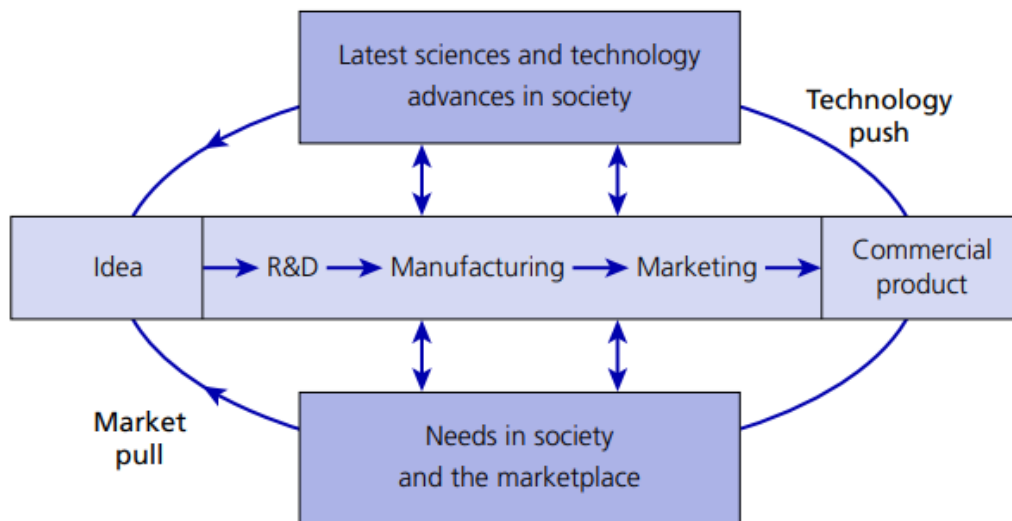 Latest sciences and technology
advances in society
Technology
push
Idea
R&D
Manufacturing
Marketing
Commercial
product
Market
pull
Needs in society
and the marketplace